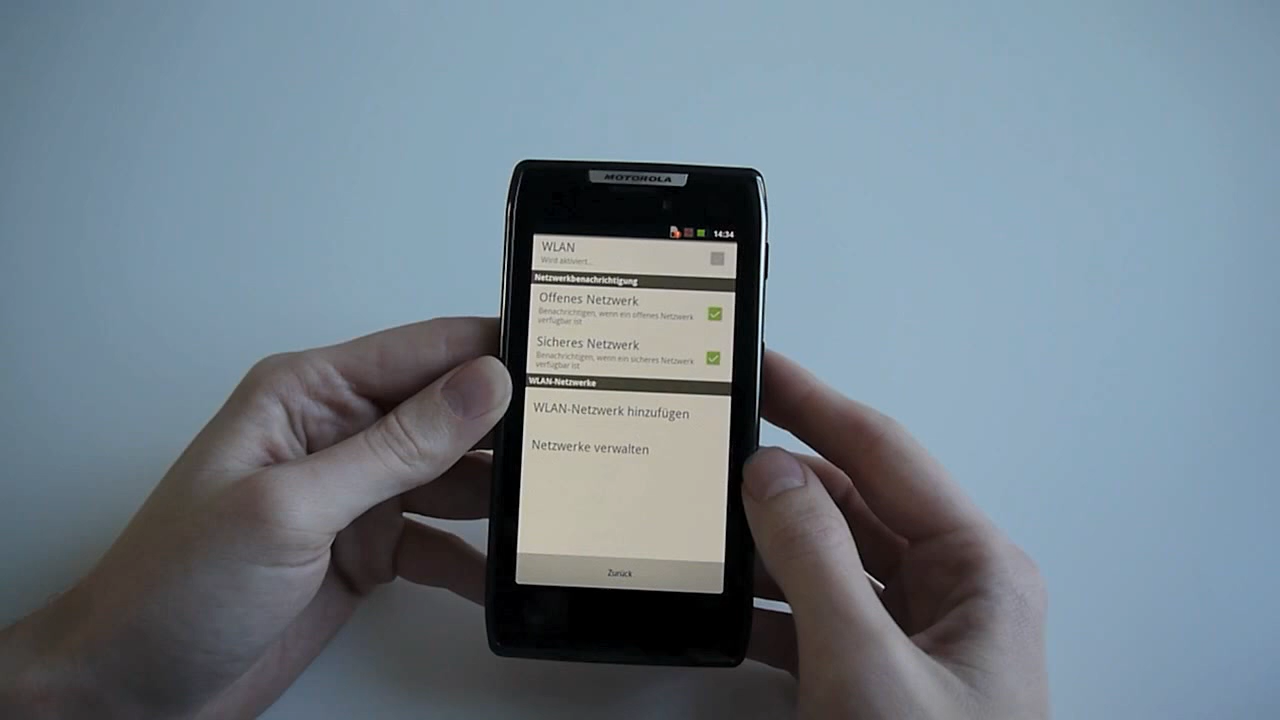 MOTOROLA
14:34
WLAN
Wird aktiviert...
Netzwerkbenachrichtigung
Offenes Netzwerk
Benachrichtigen, wenn ein offenes Netzwerk
verfügbar ist
Sicheres Netzwerk
Benachrichtigen, wenn ein sicheres Netzwerk
verfügbar ist
WLAN-Netzwerke
WLAN-Netzwerk hinzufügen
Netzwerke verwalten
Zurück